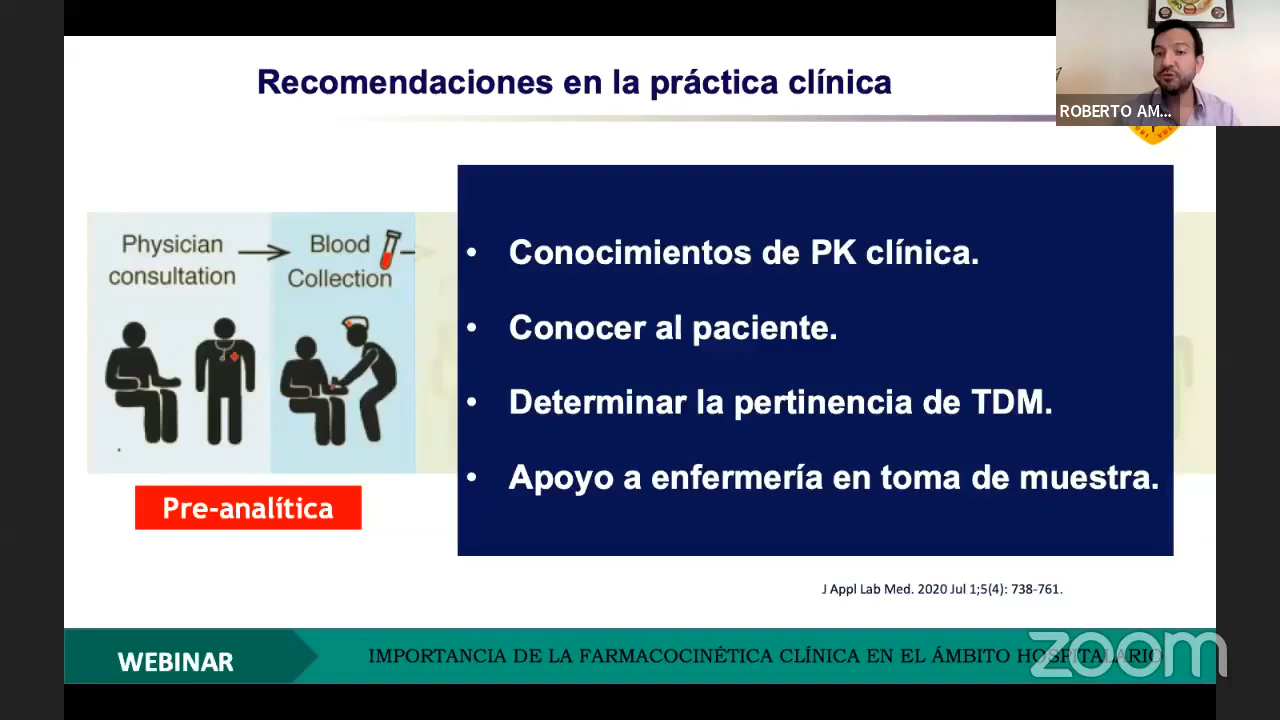 Recomendaciones en la práctica clínica
ROBERTO AM...
Physician
consultation
Blood
Collection
• Conocimientos de PK clínica.
• Conocer al paciente.
• Determinar la pertinencia de TDM.
• Apoyo a enfermería en toma de muestra.
Pre-analítica
J Appl Lab Med. 2020 Jul 1;5(4): 738-761.
WEBINAR
IMPORTANCIA DE LA FARMACOCINÉTICA CLÍNICA EN EL ÁMBITO HOSPITALARIO
zoom